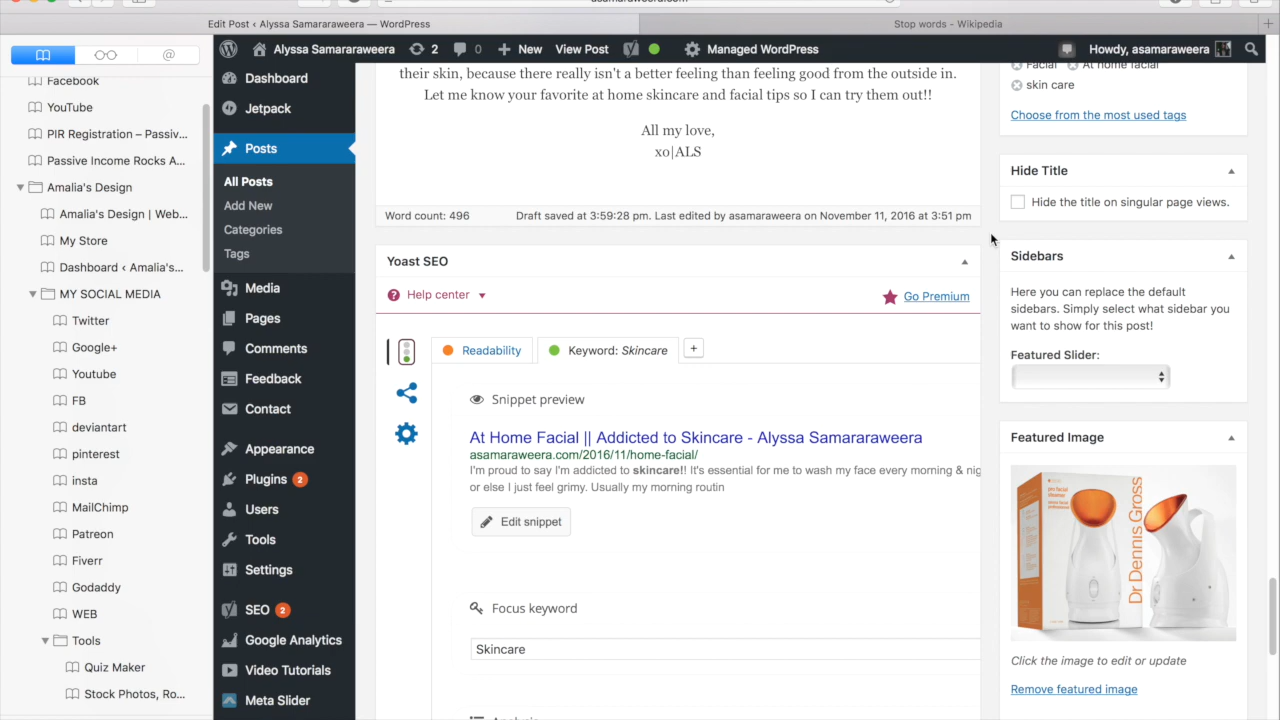 asamararaweera.com
Edit Post ‹ Alyssa Samararaweera — WordPress
Stop words - Wikipedia
@
Facebook
YouTube
PIR Registration – Passiv...
Passive Income Rocks A...
Amalia's Design
Amalia's Design | Web...
My Store
Dashboard ‹ Amalia's...
MY SOCIAL MEDIA
Twitter
Google+
Youtube
FB
deviantart
pinterest
insta
MailChimp
Patreon
Fiverr
Godaddy
WEB
Tools
Quiz Maker
Stock Photos, Ro...
Alyssa Samararaweera
2
0
New
View Post
Managed WordPress
Howdy, asamaraweera
Dashboard
Jetpack
Posts
All Posts
Add New
Categories
Tags
Media
Pages
Comments
Feedback
Contact
Appearance
Plugins 2
Users
Tools
Settings
SEO 2
Google Analytics
Video Tutorials
Meta Slider
their skin, because there really isn't a better feeling than feeling good from the outside in.
Let me know your favorite at home skincare and facial tips so I can try them out!!
All my love,
xo|ALS
Word count: 496
Draft saved at 3:59:28 pm. Last edited by asamaraweera on November 11, 2016 at 3:51 pm
Yoast SEO
Help center
Go Premium
Readability
Keyword: Skincare
+
Snippet preview
At Home Facial || Addicted to Skincare - Alyssa Samararaweera
asamaraweera.com/2016/11/home-facial/
I'm proud to say I'm addicted to skincare!! It's essential for me to wash my face every morning & nig
or else I just feel grimy. Usually my morning routin
Edit snippet
Focus keyword
Skincare
Analysis
Facial
At home facial
skin care
Choose from the most used tags
Hide Title
Hide the title on singular page views.
Sidebars
Here you can replace the default
sidebars. Simply select what sidebar you
want to show for this post!
Featured Slider:
Featured Image
pro facial
steamer
Dr Dennis Gross
Click the image to edit or update
Remove featured image